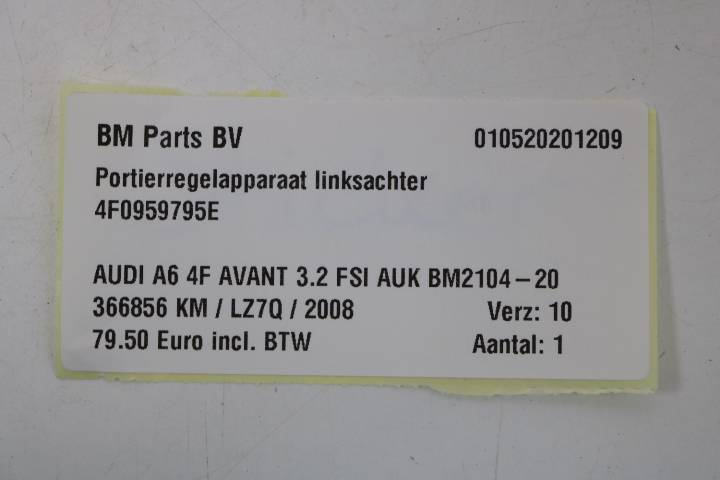 BM Parts BV 010520201209
Portierregelapparaat linksachter
4F0959795E
AUDI A6 4F AVANT 3.2 FSI AUK BM2104-20
366856 KM / LZ7Q / 2008 Verz: 10
79.50 Euro incl. BTW Aantal: 1